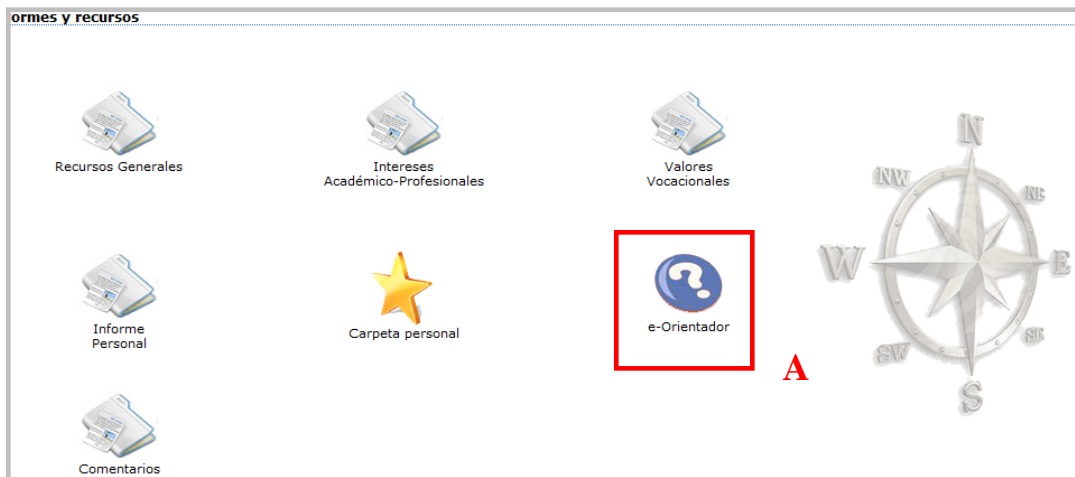 ormes y recursos
Recursos Generales
Intereses
Académico-Profesionales
Valores
Vocacionales
Informe
Personal
Carpeta personal
e-Orientador
A
Comentarios
N
NW
NE
W
E
SW
SE
S